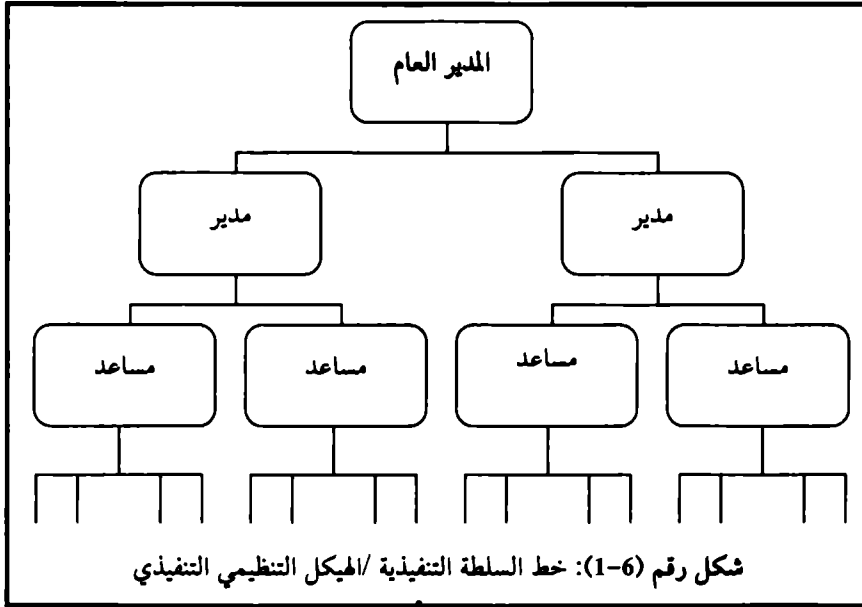 المدير العام
مدير
مدير
مساعد
مساعد
مساعد
مساعد
شكل رقم (6-1): خط السلطة التنفيذية /الهيكل التنظيمي التنفيذي